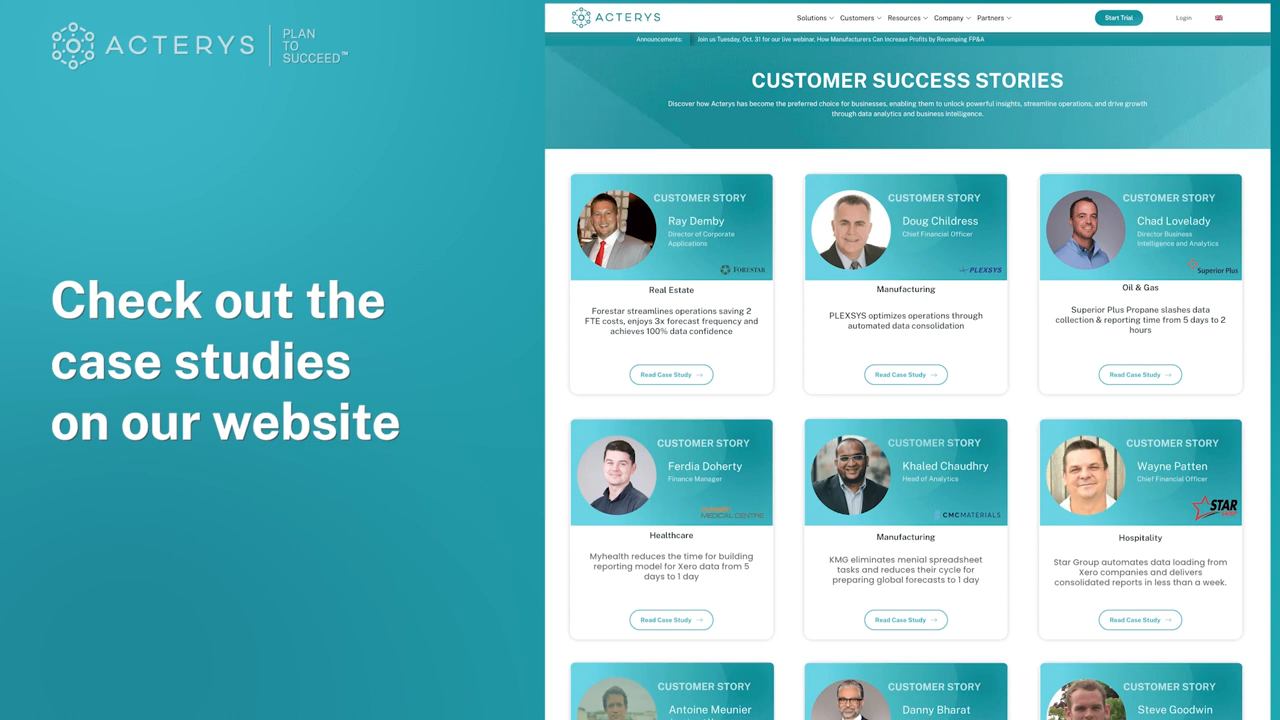 ACTERYS
PLAN
TO
SUCCEED™
Check out the
case studies
on our website
ACTERYS
Solutions Customers Resources Company Partners
Start Trial
Login
Announcements: Join us Tuesday, Oct. 31 for our live webinar, How Manufacturers Can Increase Profits by Revamping FP&A
CUSTOMER SUCCESS STORIES
Discover how Acterys has become the preferred choice for businesses, enabling them to unlock powerful insights, streamline operations, and drive growth
through data analytics and business intelligence.
CUSTOMER STORY
Ray Demby
Director of Corporate
Applications
FORESTAR
Real Estate
Forestar streamlines operations saving 2
FTE costs, enjoys 3x forecast frequency and
achieves 100% data confidence
Read Case Study →
CUSTOMER STORY
Doug Childress
Chief Financial Officer
PLEXSYS
Manufacturing
PLEXSYS optimizes operations through
automated data consolidation
Read Case Study →
CUSTOMER STORY
Chad Lovelady
Director Business
Intelligence and Analytics
Superior Plus
Oil & Gas
Superior Plus Propane slashes data
collection & reporting time from 5 days to 2
hours
Read Case Study →
CUSTOMER STORY
Ferdia Doherty
Finance Manager
MEDICAL CENTRE
Healthcare
Myhealth reduces the time for building
reporting model for Xero data from 5
days to 1 day
Read Case Study →
CUSTOMER STORY
Khaled Chaudhry
Head of Analytics
CMCMATERIALS
Manufacturing
KMG eliminates menial spreadsheet
tasks and reduces their cycle for
preparing global forecasts to 1 day
Read Case Study →
CUSTOMER STORY
Wayne Patten
Chief Financial Officer
STAR
GROUP
Hospitality
Star Group automates data loading from
Xero companies and delivers
consolidated reports in less than a week.
Read Case Study →
CUSTOMER STORY
Antoine Meunier
CUSTOMER STORY
Danny Bharat
CUSTOMER STORY
Steve Goodwin